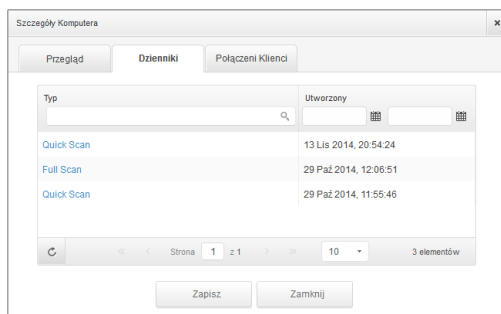 Szczegóły Komputera
Przegląd Dzienniki Połączeni Klienci
Typ Utworzony
Quick Scan 13 Lis 2014, 20:54:24
Full Scan 29 Paź 2014, 12:06:51
Quick Scan 29 Paź 2014, 11:55:46
Strona 1 z 1 10 3 elementów
Zapisz Zamknij